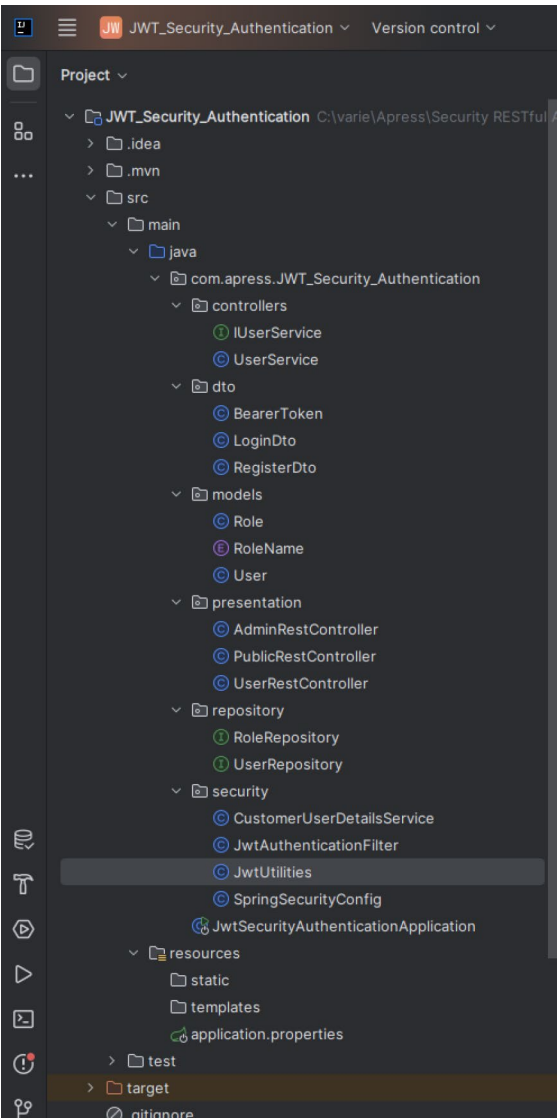 JW JWT_Security_Authentication Version control
Project
JWT_Security_Authentication C:\varie\Apress\Security RESTful
.idea
.mvn
src
main
java
com.apress.JWT_Security_Authentication
controllers
I IUserService
C UserService
dto
C BearerToken
C LoginDto
C RegisterDto
models
C Role
E RoleName
C User
presentation
C AdminRestController
C PublicRestController
C UserRestController
repository
I RoleRepository
I UserRepository
security
C CustomerUserDetailsService
C JwtAuthenticationFilter
C JwtUtilities
C SpringSecurityConfig
JwtSecurityAuthenticationApplication
resources
static
templates
application.properties
test
target
.gitignore